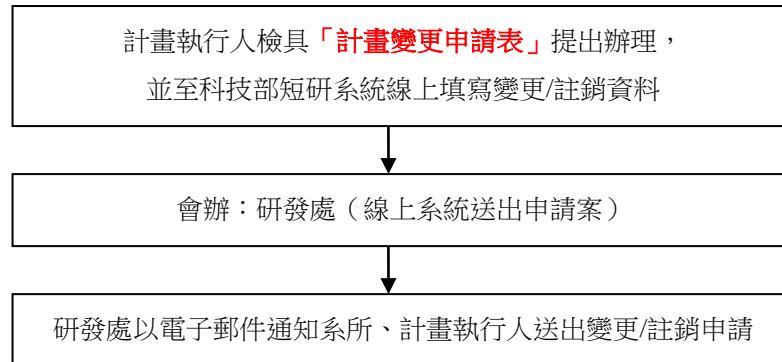 計畫執行人檢具「計畫變更申請表」提出辦理，
並至科技部短研系統線上填寫變更/註銷資料
會辦：研發處（線上系統送出申請案）
研發處以電子郵件通知系所、計畫執行人送出變更/註銷申請